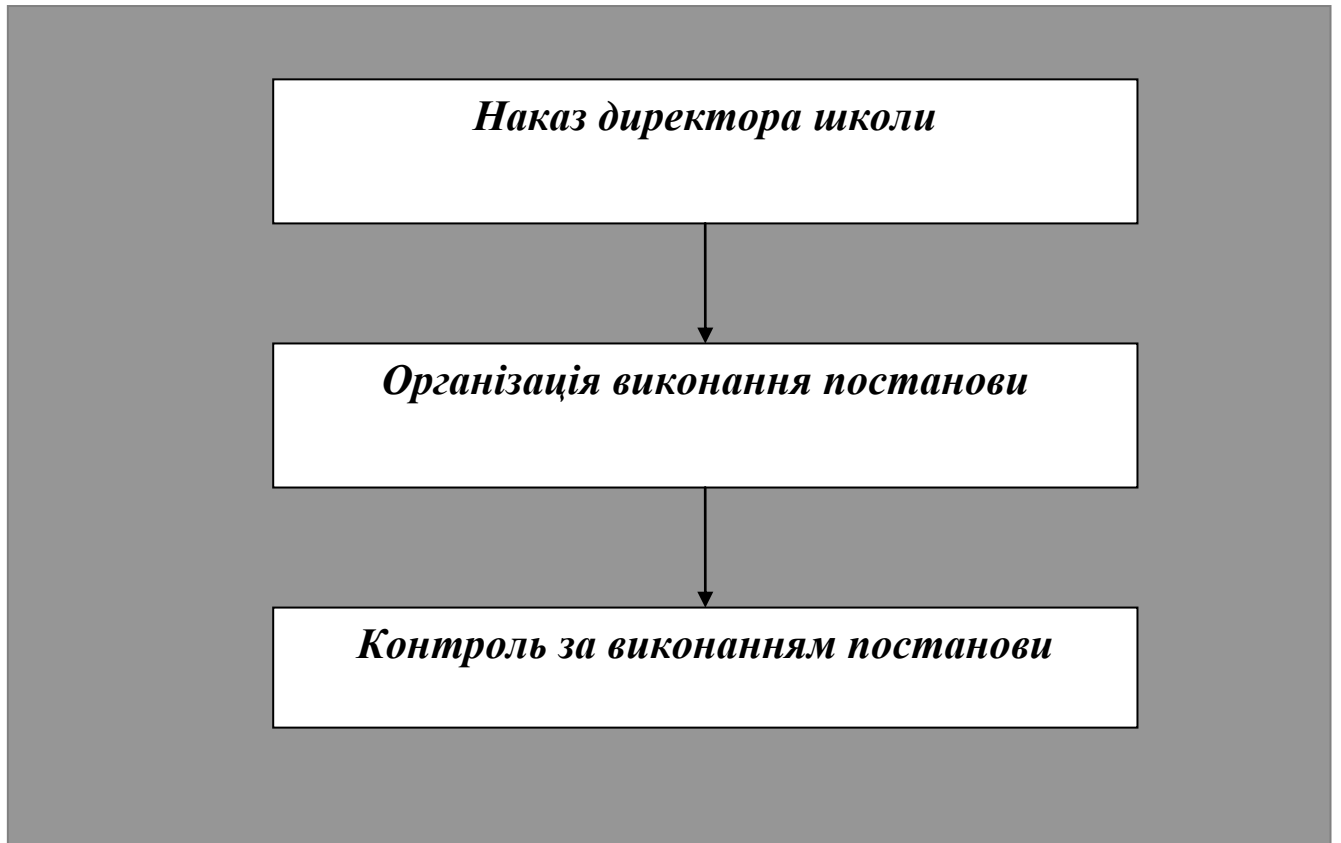 Наказ директора школи
Організація виконання постанови
Контроль за виконанням постанови